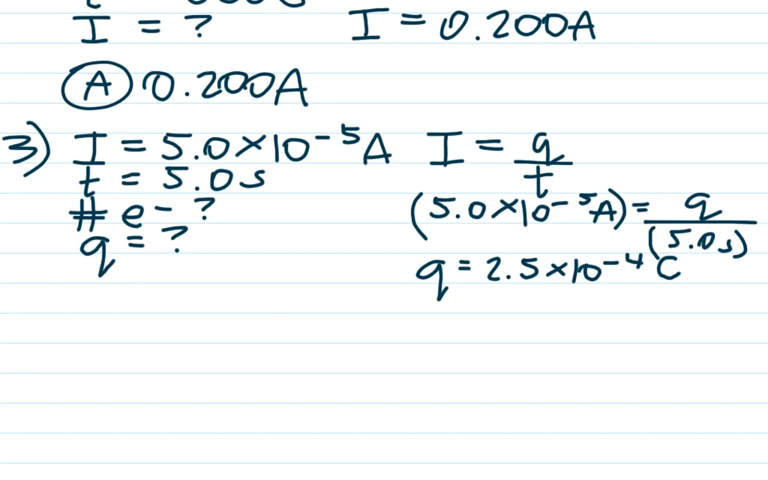 I = ? I = 0.200A
A 0.200A
3) I = 5.0×10⁻⁵A I = q/t
t = 5.0s
# e- ? (5.0×10⁻⁵A) = q/(5.0s)
q = ?
q = 2.5×10⁻⁴C